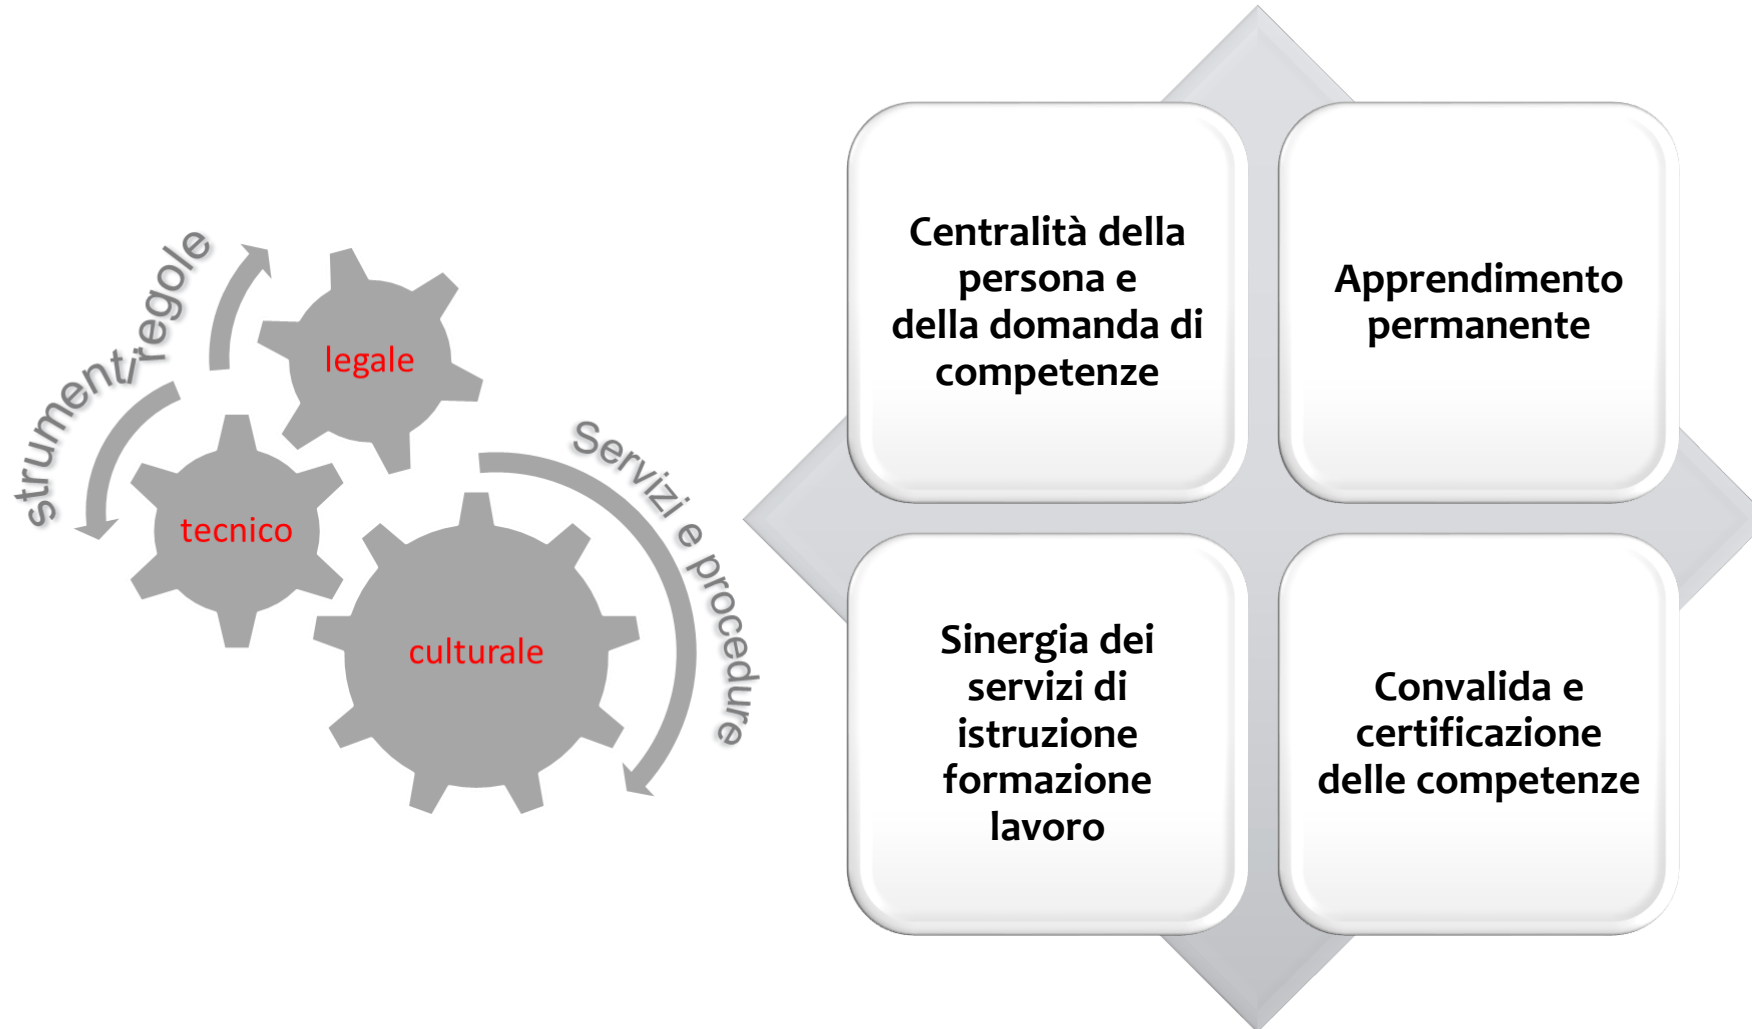 regole
strumenti
legale
tecnico
culturale
Servizi e procedure
Centralità della
persona e
della domanda di
competenze
Apprendimento
permanente
Sinergia dei
servizi di
istruzione
formazione
lavoro
Convalida e
certificazione
delle competenze